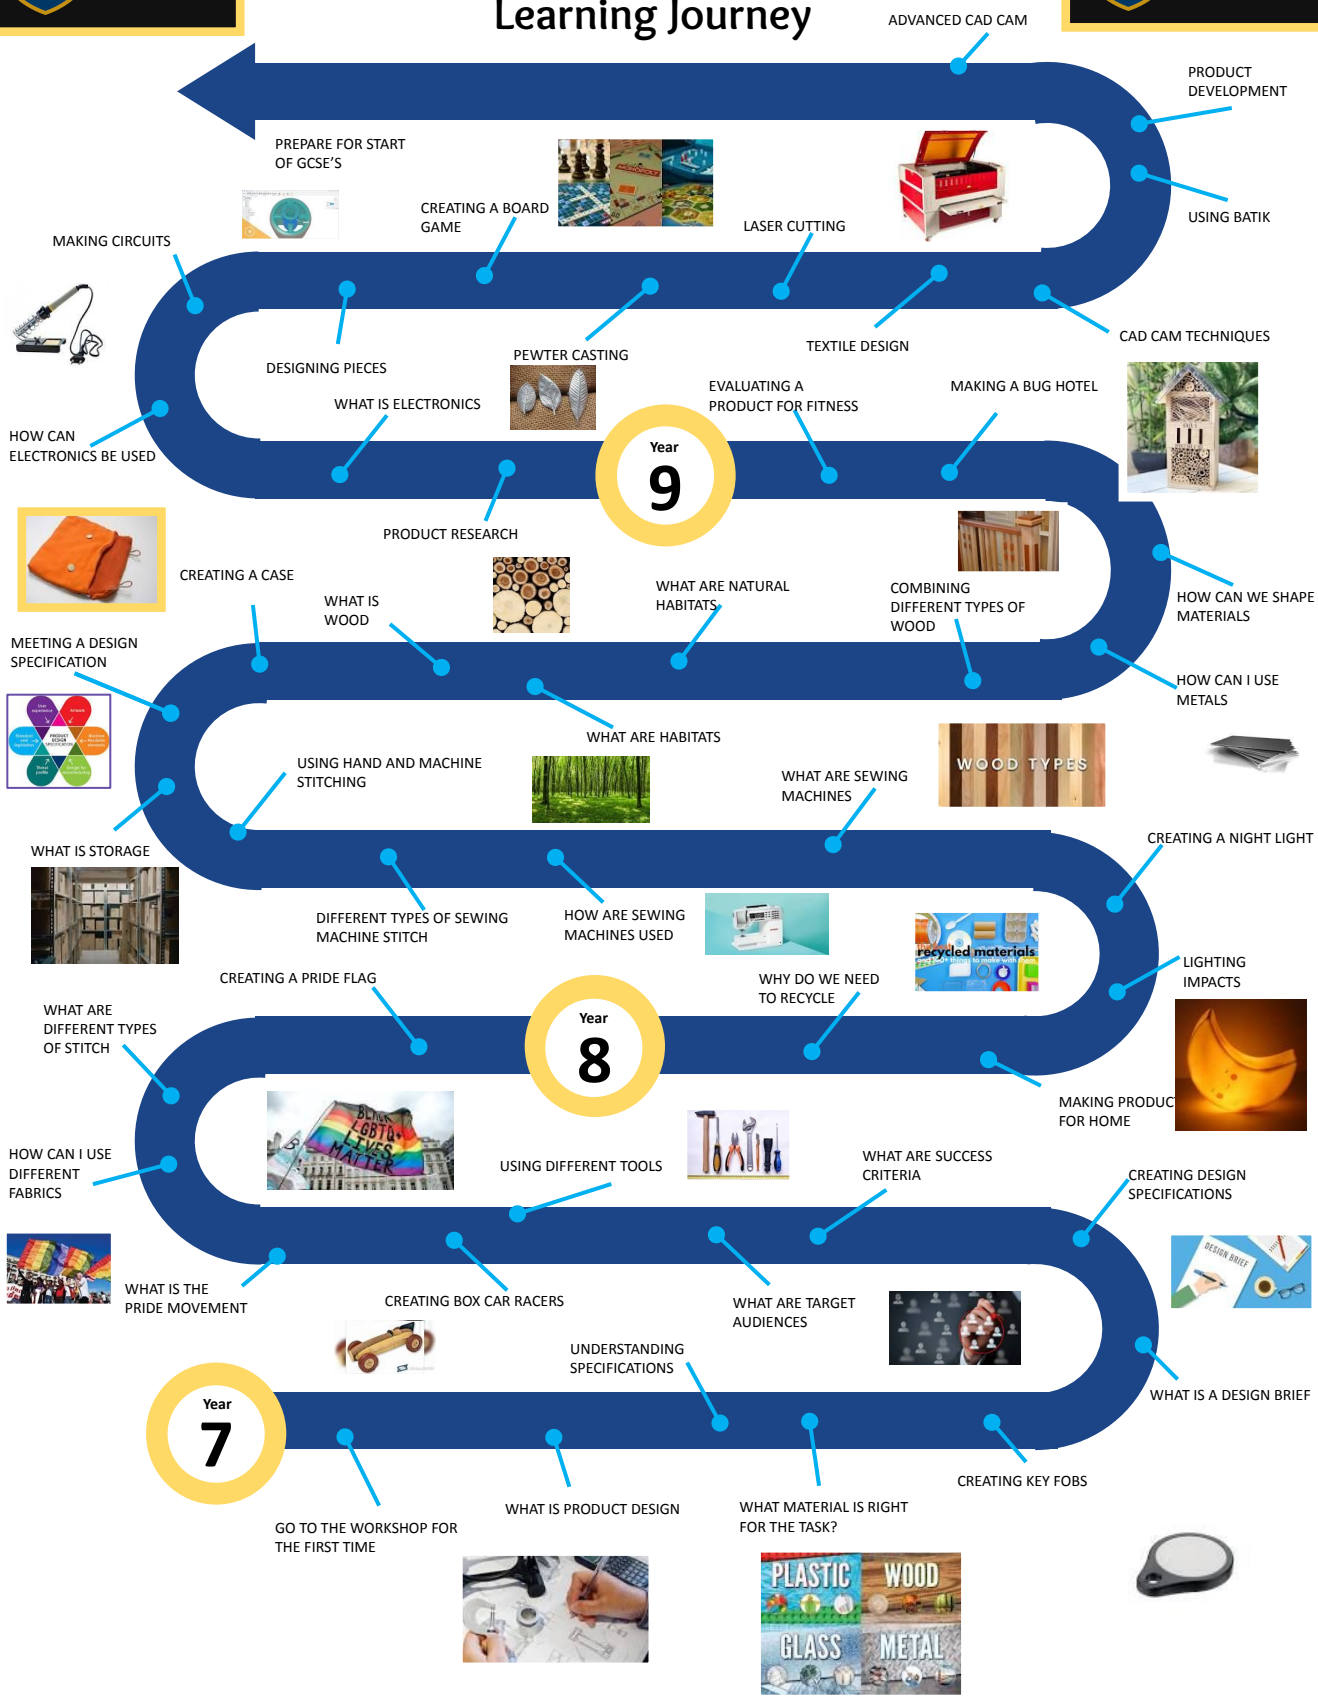 Learning Journey
ADVANCED CAD CAM
PRODUCT
DEVELOPMENT
PREPARE FOR START
OF GCSE'S
MONOPOLY
CREATING A BOARD
GAME
LASER CUTTING
USING BATIK
MAKING CIRCUITS
CAD CAM TECHNIQUES
TEXTILE DESIGN
PEWTER CASTING
DESIGNING PIECES
EVALUATING A
PRODUCT FOR FITNESS
MAKING A BUG HOTEL
WHAT IS ELECTRONICS
HOW CAN
ELECTRONICS BE USED
Year
9
PRODUCT RESEARCH
CREATING A CASE
WHAT IS
WOOD
WHAT ARE NATURAL
HABITATS
COMBINING
DIFFERENT TYPES OF
WOOD
HOW CAN WE SHAPE
MATERIALS
MEETING A DESIGN
SPECIFICATION
HOW CAN I USE
METALS
User
experience
PRODUCT
DESIGN
SPECIFICATION
WHAT ARE HABITATS
USING HAND AND MACHINE
STITCHING
WHAT ARE SEWING
MACHINES
WOOD TYPES
WHAT IS STORAGE
CREATING A NIGHT LIGHT
DIFFERENT TYPES OF SEWING
MACHINE STITCH
HOW ARE SEWING
MACHINES USED
recycled materials
CREATING A PRIDE FLAG
WHY DO WE NEED
TO RECYCLE
LIGHTING
IMPACTS
WHAT ARE
DIFFERENT TYPES
OF STITCH
Year
8
MAKING PRODUC
FOR HOME
BLACK
LGBTQ+
LIVES
MATTER
HOW CAN I USE
DIFFERENT
FABRICS
USING DIFFERENT TOOLS
WHAT ARE SUCCESS
CRITERIA
CREATING DESIGN
SPECIFICATIONS
DESIGN BRIEF
WHAT IS THE
PRIDE MOVEMENT
CREATING BOX CAR RACERS
WHAT ARE TARGET
AUDIENCES
UNDERSTANDING
SPECIFICATIONS
WHAT IS A DESIGN BRIEF
Year
7
CREATING KEY FOBS
WHAT IS PRODUCT DESIGN
WHAT MATERIAL IS RIGHT
FOR THE TASK?
GO TO THE WORKSHOP FOR
THE FIRST TIME
PLASTIC
WOOD
GLASS
METAL